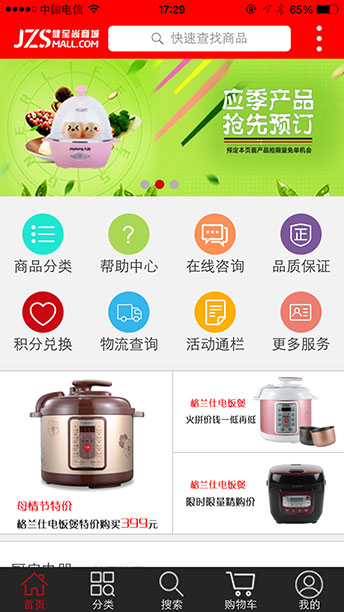 中国电信 17:29 65%
JZS 健全尚商城
MALL.COM
快速查找商品
应季产品
抢先预订
预定本页面产品抢限量免单机会
商品分类 帮助中心 在线咨询 品质保证
正
积分兑换 物流查询 活动通栏 更多服务
母情节特价
格兰仕电饭煲特价购买399元
格兰仕电饭煲
火拼价钱一低再低
格兰仕电饭煲
限时限量精购价
首页 分类 搜索 购物车 我的